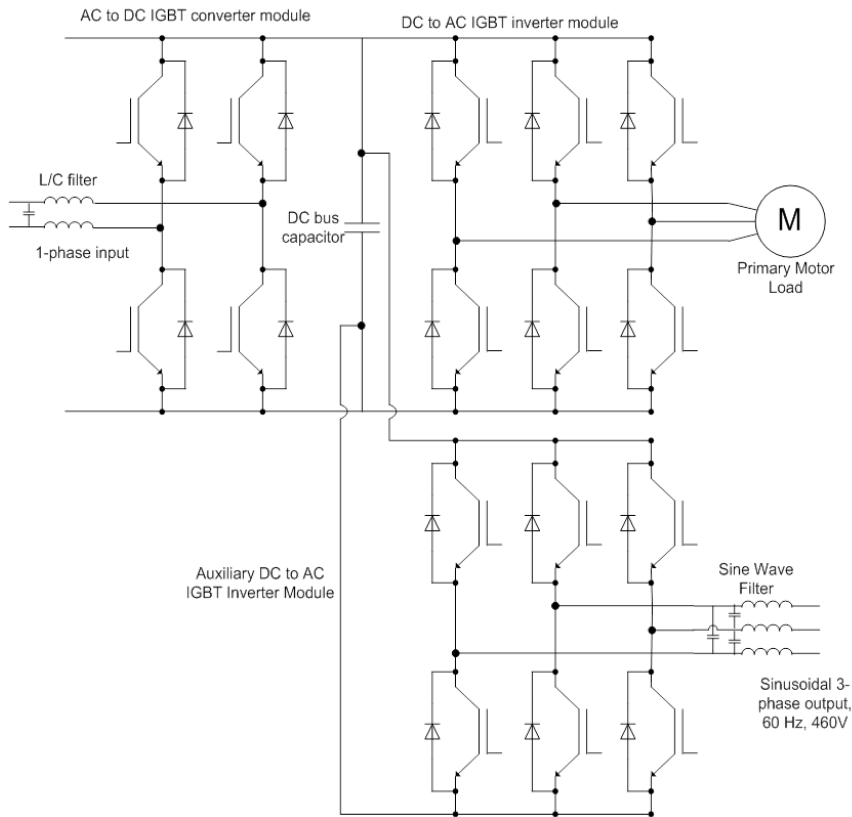 AC to DC IGBT converter module
DC to AC IGBT inverter module
L/C filter
1-phase input
DC bus
capacitor
M
Primary Motor
Load
Auxiliary DC to AC
IGBT Inverter Module
Sine Wave
Filter
Sinusoidal 3-
phase output,
60 Hz, 460V